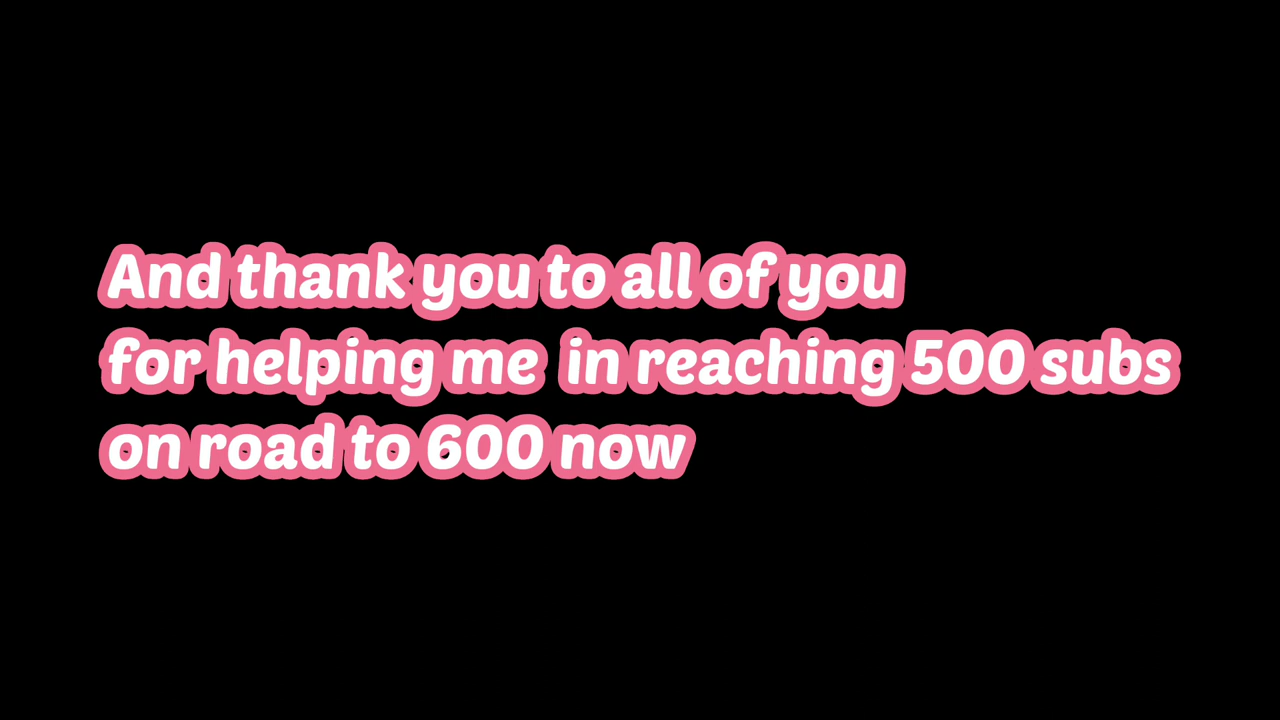 And thank you to all of you
for helping me  in reaching 500 subs
on road to 600 now